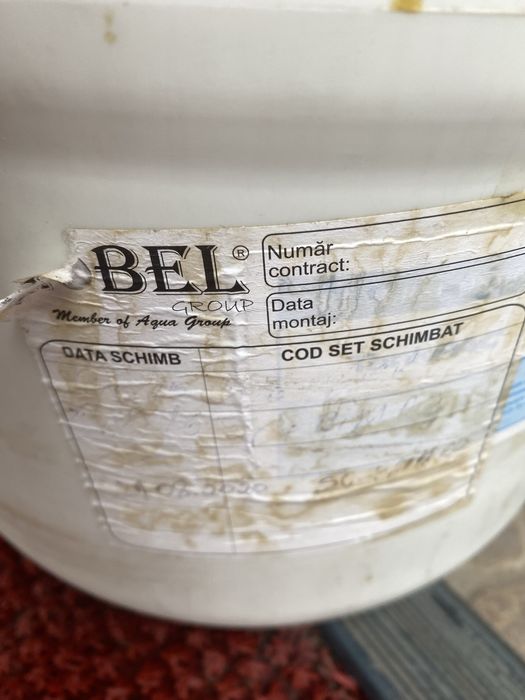 BEL®
GROUP
Member of Aqua Group
Număr
contract:
Data
montaj:
DATA SCHIMB
COD SET SCHIMBAT